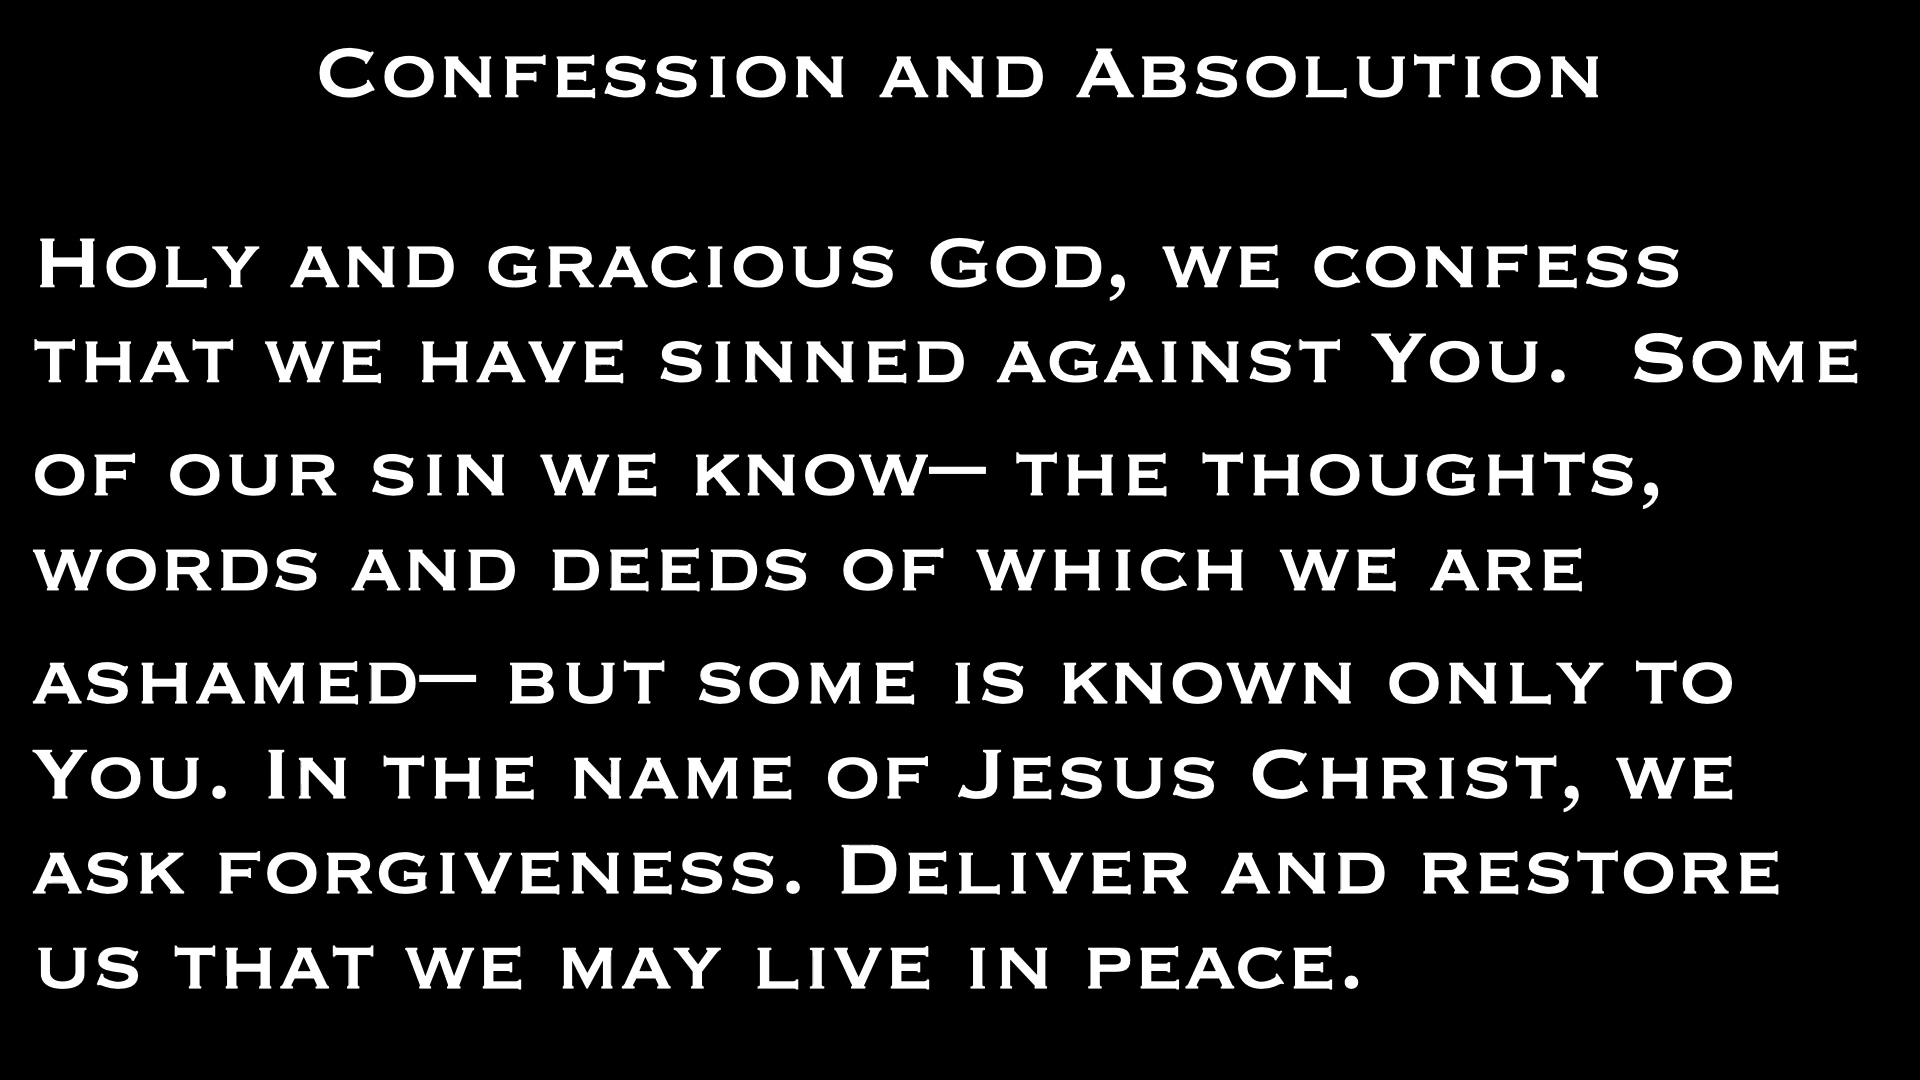 Confession and Absolution
Holy and gracious God, we confess
that we have sinned against You.  Some
of our sin we know— the thoughts,
words and deeds of which we are
ashamed— but some is known only to
You. In the name of Jesus Christ, we
ask forgiveness. Deliver and restore
us that we may live in peace.